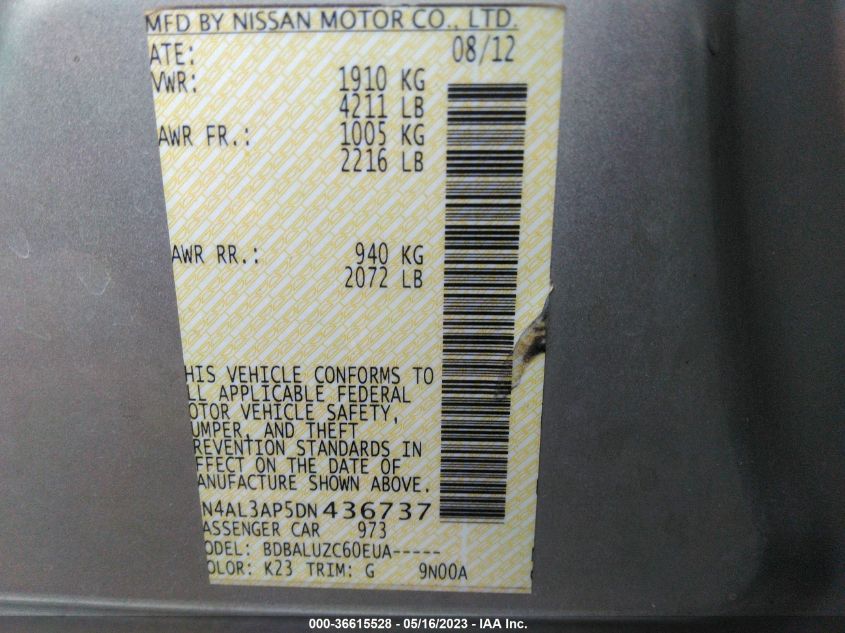 MFD BY NISSAN MOTOR CO., LTD.
ATE: 08/12
VWR: 1910 KG
4211 LB
AWR FR.: 1005 KG
2216 LB
AWR RR.: 940 KG
2072 LB
HIS VEHICLE CONFORMS TO
LL APPLICABLE FEDERAL
OTOR VEHICLE SAFETY,
UMPER, AND THEFT
REVENTION STANDARDS IN
FFECT ON THE DATE OF
ANUFACTURE SHOWN ABOVE.
N4AL3AP5DN436737
ASSENGER CAR 973
ODEL: BDBALUZC60EUA-----
OLOR: K23 TRIM: G 9N00A
000-36615528 - 05/16/2023 - IAA Inc.